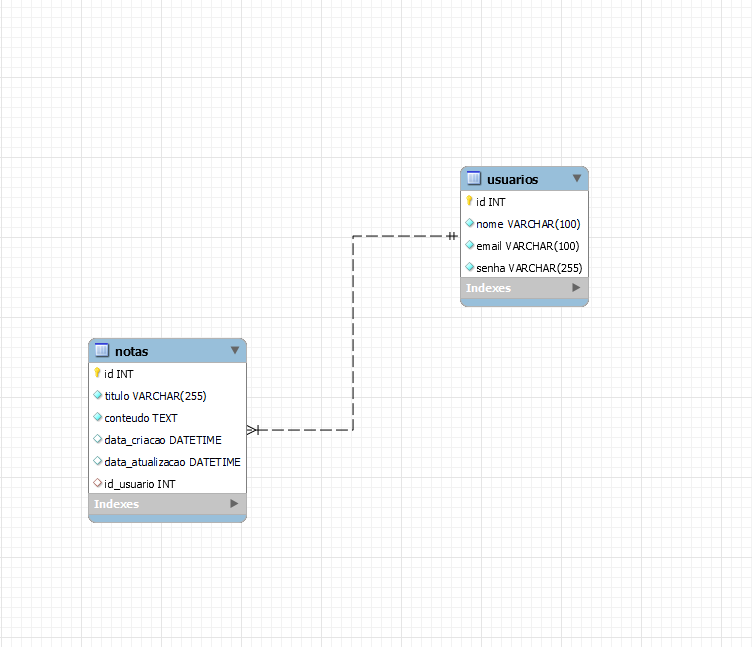 usuarios
id INT
nome VARCHAR(100)
email VARCHAR(100)
senha VARCHAR(255)
Indexes
notas
id INT
titulo VARCHAR(255)
conteudo TEXT
data_criacao DATETIME
data_atualizacao DATETIME
id_usuario INT
Indexes